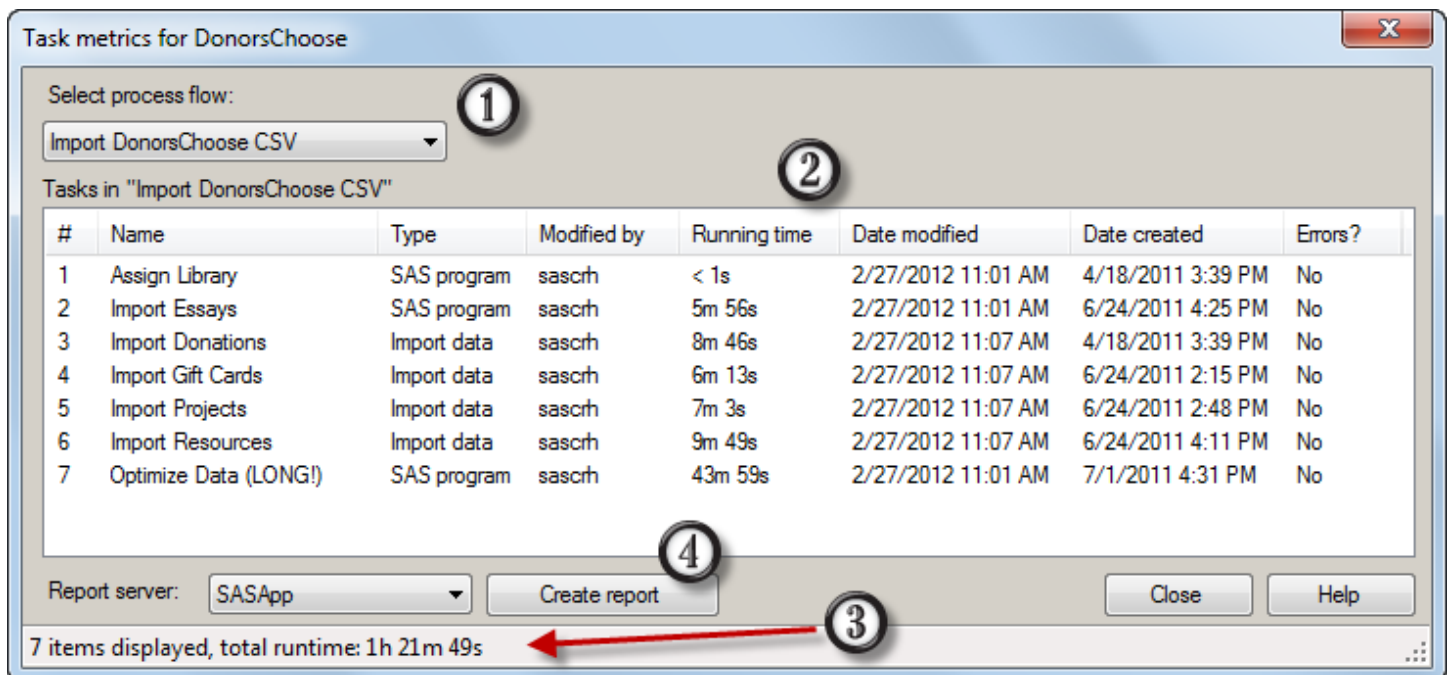 Task metrics for DonorsChoose
Select process flow:
1
Import DonorsChoose CSV
2
Tasks in "Import DonorsChoose CSV"
# Name Type Modified by Running time Date modified Date created Errors?
1 Assign Library SAS program sascrh < 1s 2/27/2012 11:01 AM 4/18/2011 3:39 PM No
2 Import Essays SAS program sascrh 5m 56s 2/27/2012 11:01 AM 6/24/2011 4:25 PM No
3 Import Donations Import data sascrh 8m 46s 2/27/2012 11:07 AM 4/18/2011 3:39 PM No
4 Import Gift Cards Import data sascrh 6m 13s 2/27/2012 11:07 AM 6/24/2011 2:15 PM No
5 Import Projects Import data sascrh 7m 3s 2/27/2012 11:07 AM 6/24/2011 2:48 PM No
6 Import Resources Import data sascrh 9m 49s 2/27/2012 11:07 AM 6/24/2011 4:11 PM No
7 Optimize Data (LONG!) SAS program sascrh 43m 59s 2/27/2012 11:01 AM 7/1/2011 4:31 PM No
4
Report server: SASApp Create report Close Help
3
7 items displayed, total runtime: 1h 21m 49s